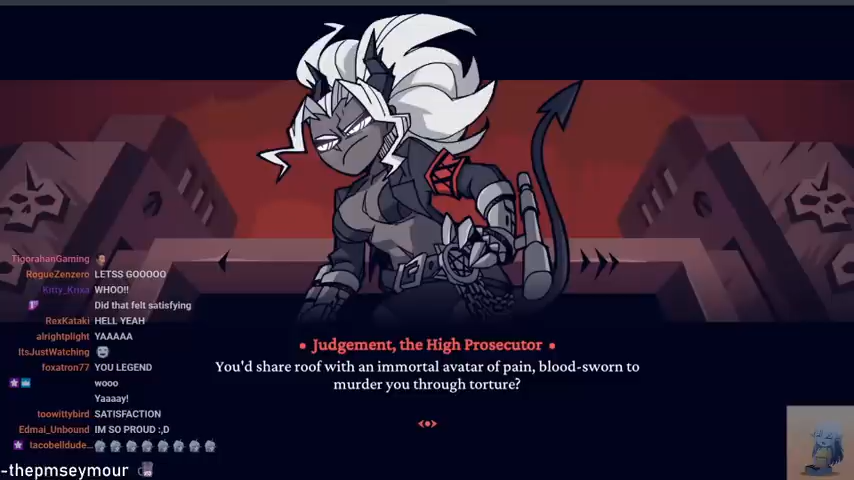 TigorahanGaming
RogueZenzero LETSS GOOOOO
Kitty_Krixa WHOO!!
Did that felt satisfying
RexKataki HELL YEAH
alrightplight YAAAAA
ItsJustWatching
foxatron77 YOU LEGEND
wooo
Yaaay!
toowittybird SATISFACTION
Edmai_Unbound IM SO PROUD :,D
tacobelldude...
-thepmseymour
• Judgement, the High Prosecutor •
You'd share roof with an immortal avatar of pain, blood-sworn to
murder you through torture?